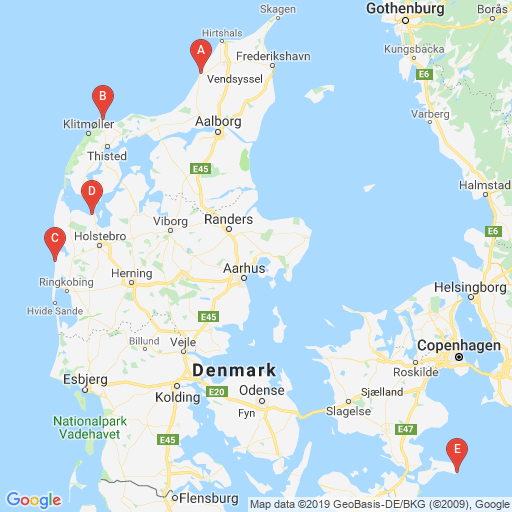 Skagen
Gothenburg
Borås
Hirtshals
A
Frederikshavn
Kungsbacka
Vendsyssel
E6
B
Klitmøller
Aalborg
Varberg
Thisted
E45
Halmstad
D
Viborg
Randers
E6
C
Holstebro
Herning
Aarhus
Ringkobing
Helsingborg
Hvide Sande
E45
Billund
Vejle
Copenhagen
Denmark
Roskilde
Esbjerg
Kolding
E20
Odense
Sjælland
Fyn
Slagelse
Nationalpark
Vadehavet
E47
E45
E
Flensburg
Google
Map data ©2019 GeoBasis-DE/BKG (©2009), Google